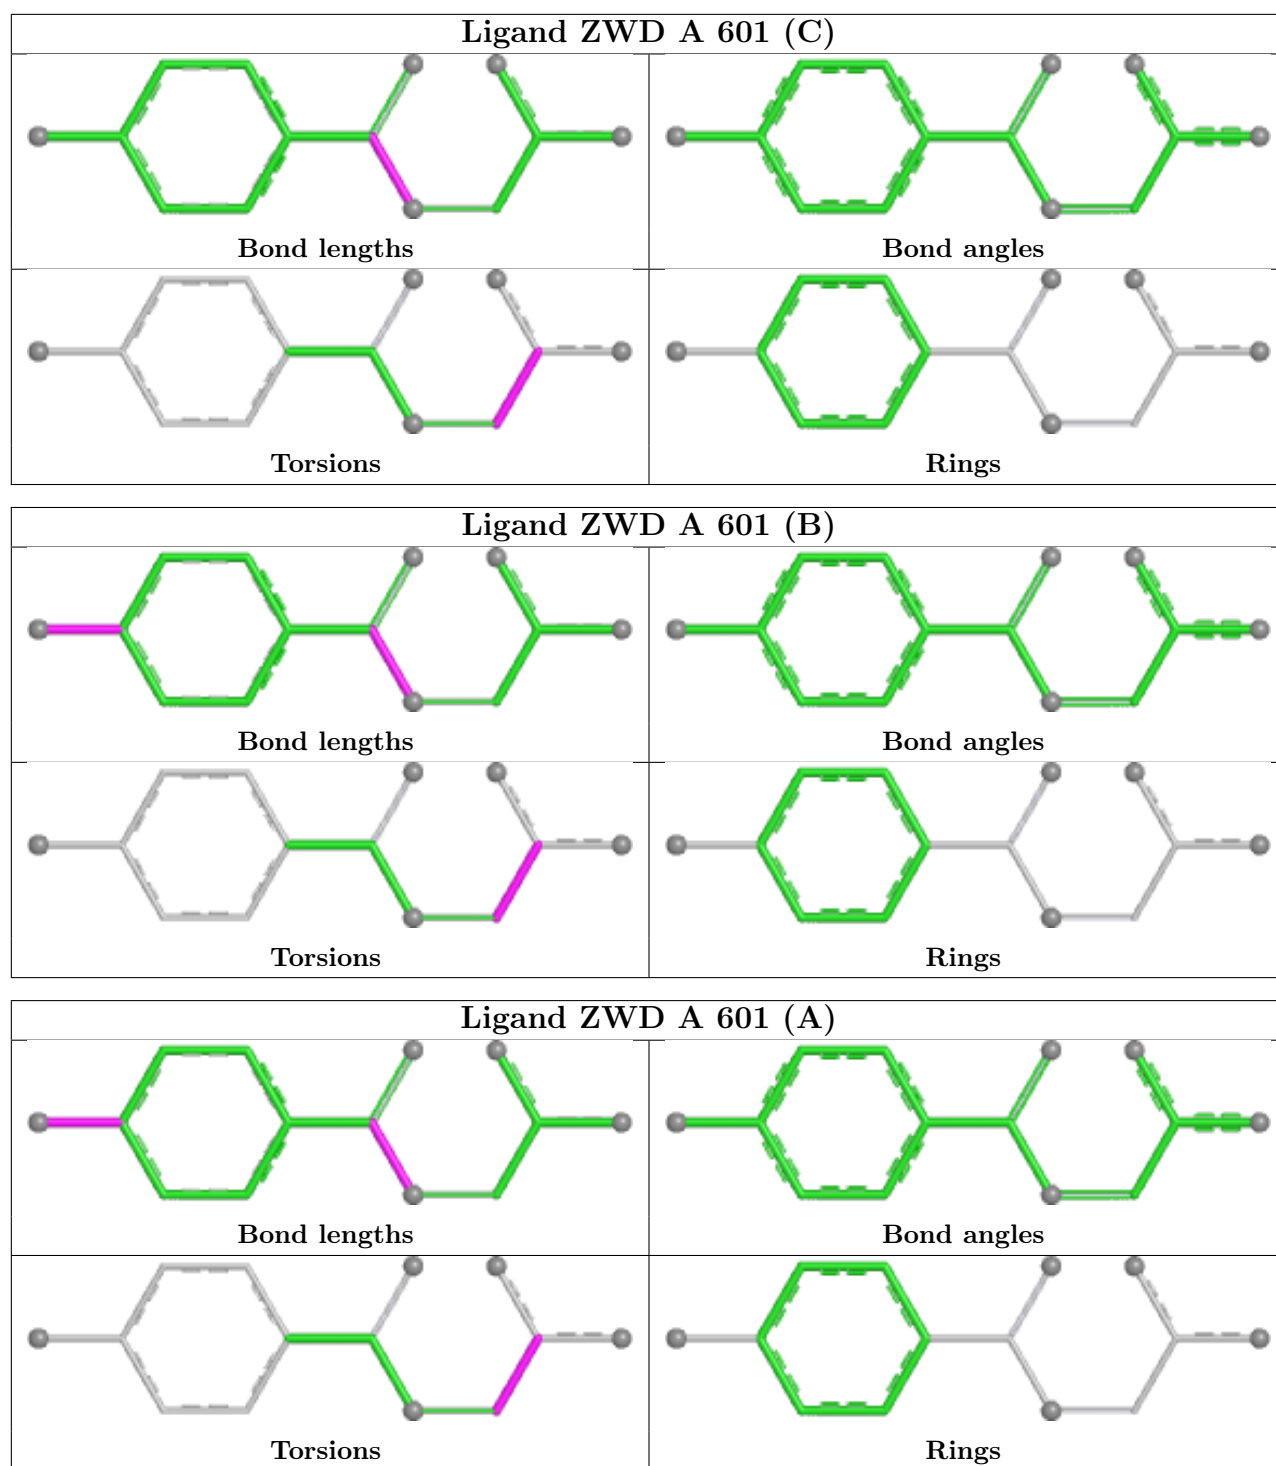 Ligand ZWD A 601 (C)
Bond lengths
Bond angles
Torsions
Rings
Ligand ZWD A 601 (B)
Bond lengths
Bond angles
Torsions
Rings
Ligand ZWD A 601 (A)
Bond lengths
Bond angles
Torsions
Rings